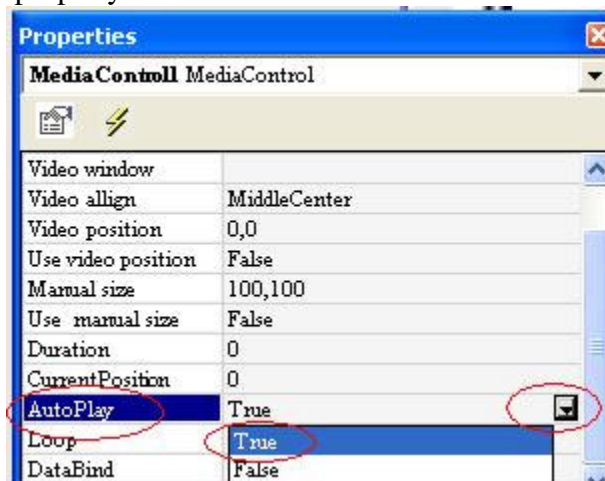 Properties
MediaControll MediaControl
Video window
Video allign MiddleCenter
Video position 0,0
Use video position False
Manual size 100,100
Use manual size False
Duration 0
CurrentPosition 0
AutoPlay True
Loop True
DataBind False